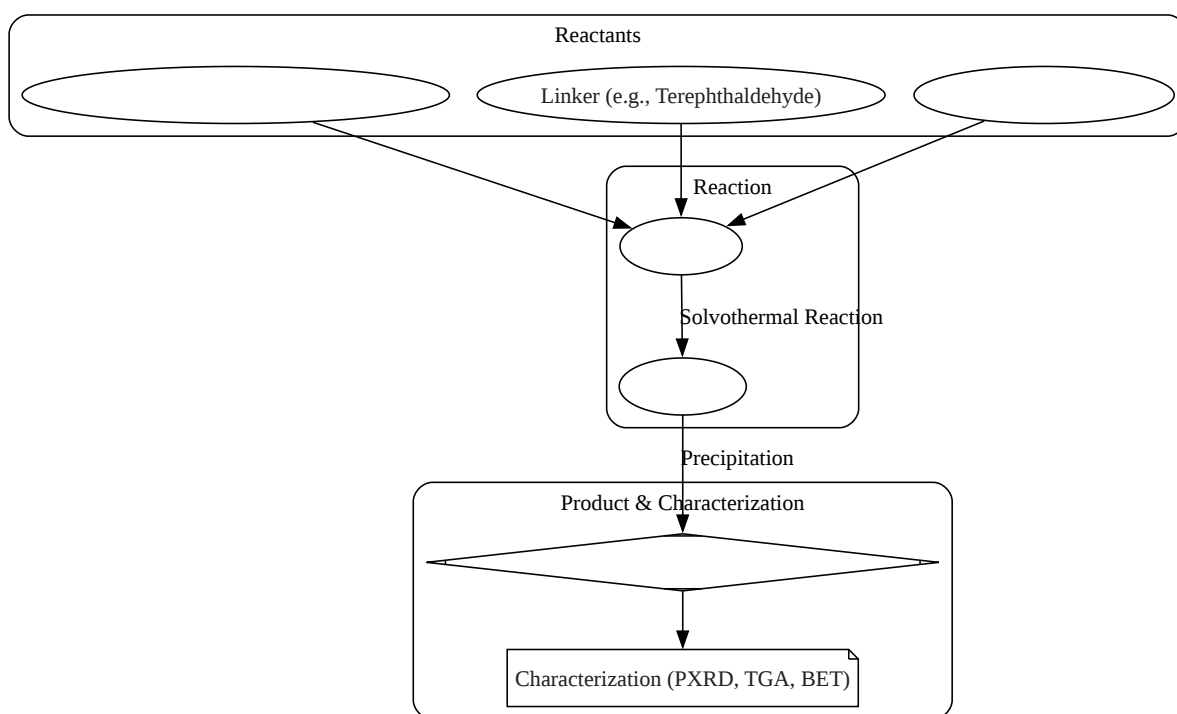 Reactants
Linker (e.g., Terephthaldehyde)
Reaction
Solvothermal Reaction
Precipitation
Product & Characterization
Characterization (PXRD, TGA, BET)